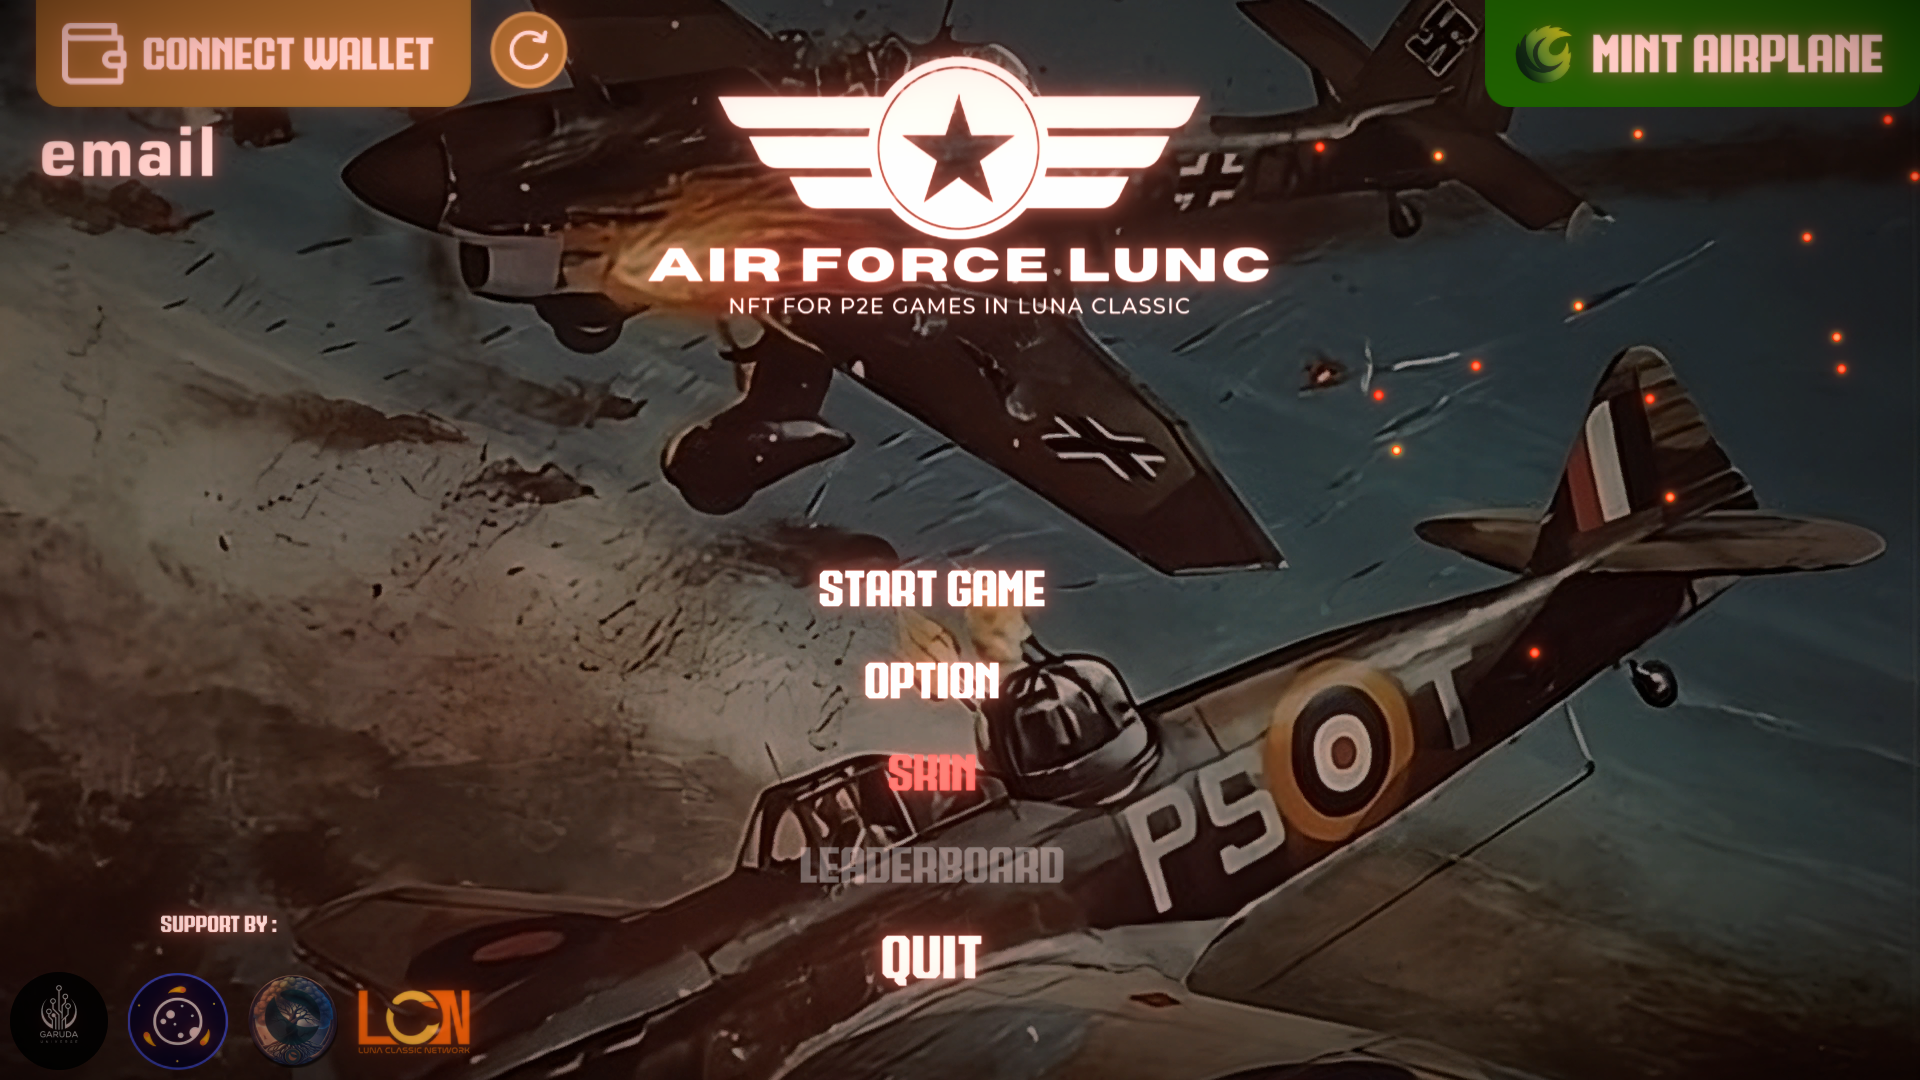 CONNECT WALLET
MINT AIRPLANE
email
AIR FORCE LUNC
NFT FOR P2E GAMES IN LUNA CLASSIC
START GAME
OPTION
SKIN
PS T
LEADERBOARD
SUPPORT BY :
QUIT
GARUDA
LCN
LUNA CLASSIC NETWORK